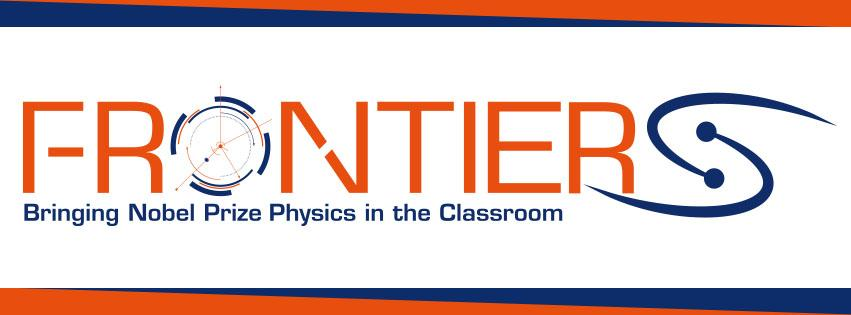 FRONTIERS
Bringing Nobel Prize Physics in the Classroom